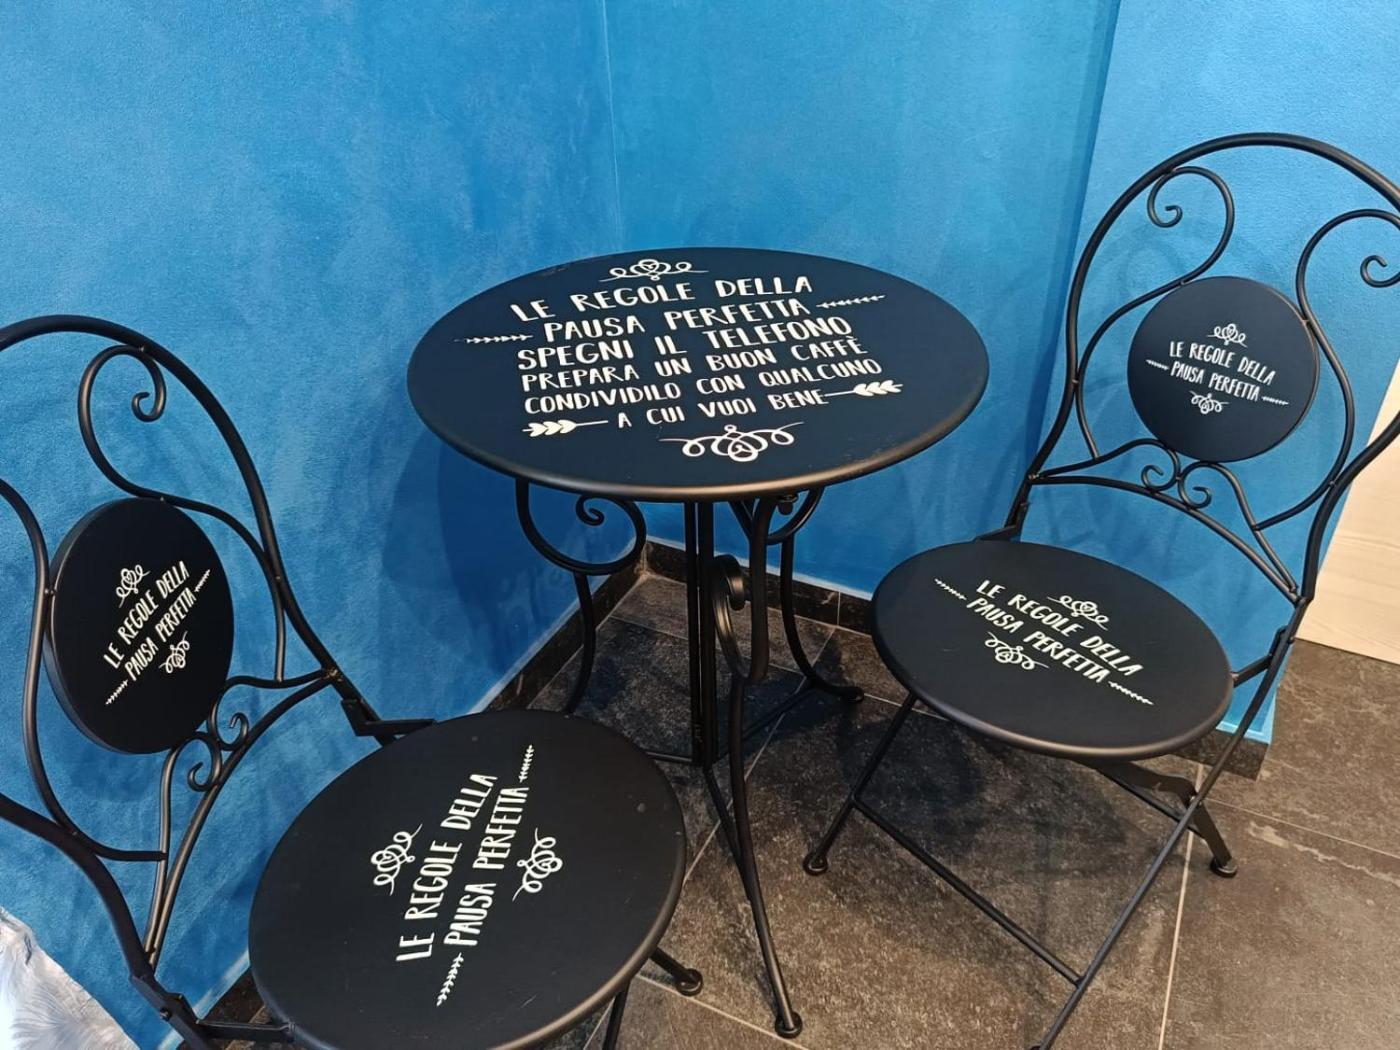 LE REGOLE DELLA
PAUSA PERFETTA
SPEGNI IL TELEFONO
PREPARA UN BUON CAFFÈ
CONDIVIDILO CON QUALCUNO
A CUI VUOI BENE
LE REGOLE DELLA
PAUSA PERFETTA
LE REGOLE DELLA
PAUSA PERFETTA
LE REGOLE DELLA
PAUSA PERFETTA
LE REGOLE DELLA
PAUSA PERFETTA